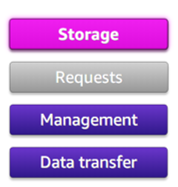 Storage
Requests
Management
Data transfer